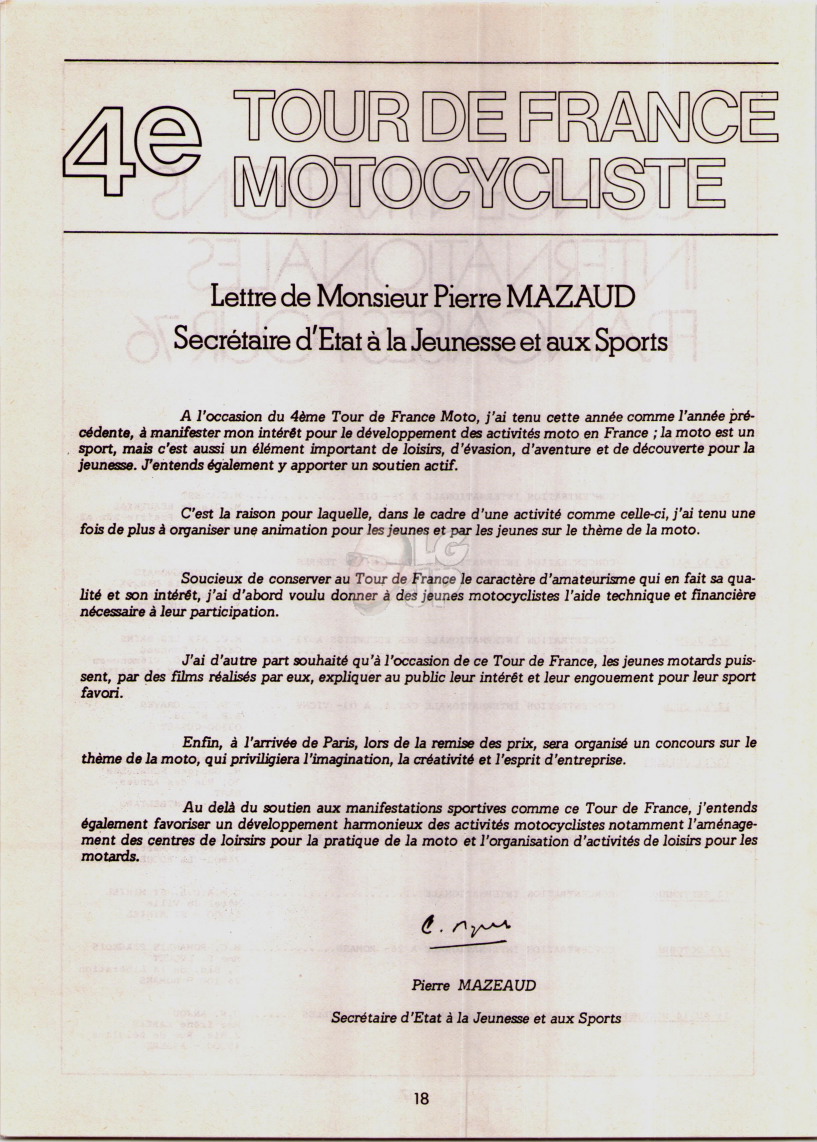 4e TOUR DE FRANCE
MOTOCYCLISTE
Lettre de Monsieur Pierre MAZAUD
Secrétaire d'Etat à la Jeunesse et aux Sports
A l'occasion du 4ème Tour de France Moto, j'ai tenu cette année comme l'année pré-
cédente, à manifester mon intérêt pour le développement des activités moto en France ; la moto est un
sport, mais c'est aussi un élément important de loisirs, d'évasion, d'aventure et de découverte pour la
jeunesse. J'entends également y apporter un soutien actif.
C'est la raison pour laquelle, dans le cadre d'une activité comme celle-ci, j'ai tenu une
fois de plus à organiser une animation pour les jeunes et par les jeunes sur le thème de la moto.
Soucieux de conserver au Tour de France le caractère d'amateurisme qui en fait sa qua-
lité et son intérêt, j'ai d'abord voulu donner à des jeunes motocyclistes l'aide technique et financière
nécessaire à leur participation.
J'ai d'autre part souhaité qu'à l'occasion de ce Tour de France, les jeunes motards puis-
sent, par des films réalisés par eux, expliquer au public leur intérêt et leur engouement pour leur sport
favori.
Enfin, à l'arrivée de Paris, lors de la remise des prix, sera organisé un concours sur le
thème de la moto, qui priviligiera l'imagination, la créativité et l'esprit d'entreprise.
Au delà du soutien aux manifestations sportives comme ce Tour de France, j'entends
également favoriser un développement harmonieux des activités motocyclistes notamment l'aménage-
ment des centres de loirsirs pour la pratique de la moto et l'organisation d'activités de loisirs pour les
motards.
Pierre MAZEAUD
Secrétaire d'Etat à la Jeunesse et aux Sports
18